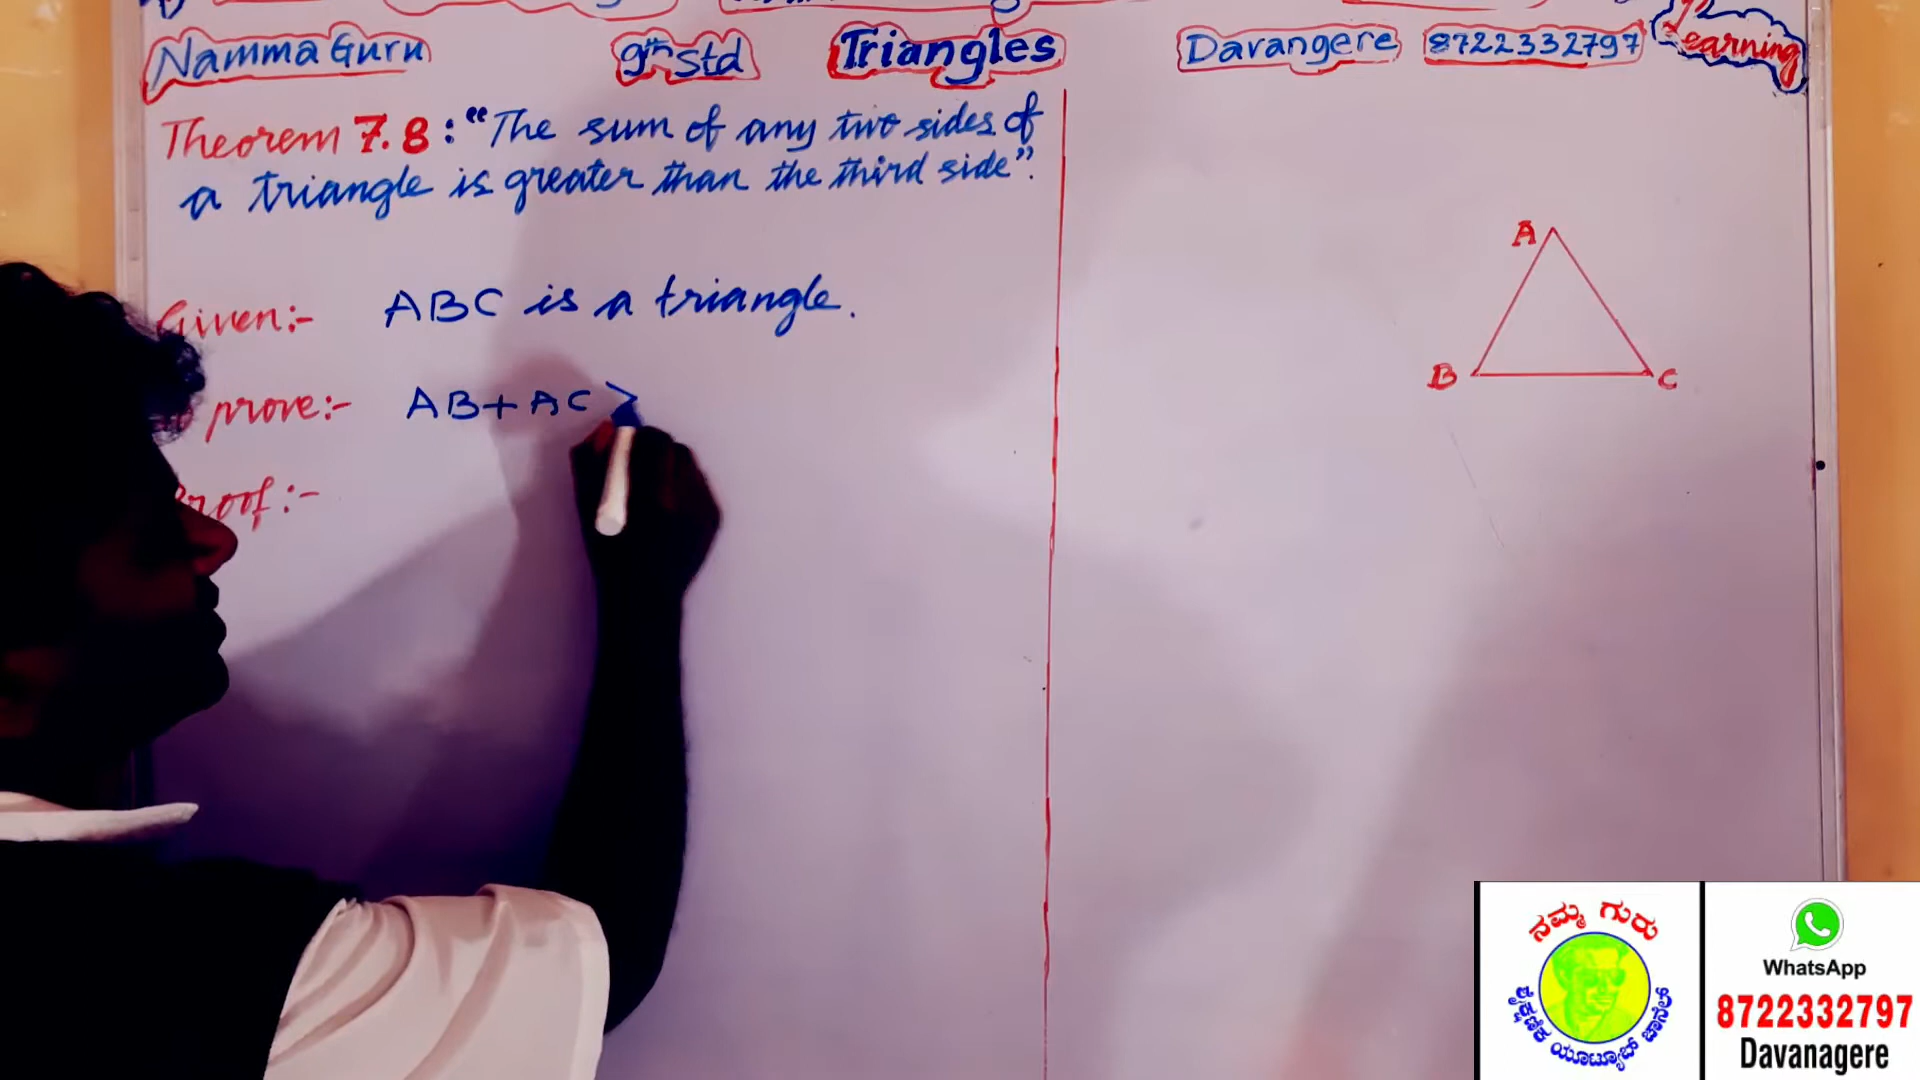 Namma Guru 9th Std Triangles Davangere 8722332797 Learning
Theorem 7.8 : "The sum of any two sides of
a triangle is greater than the third side".
Given:- ABC is a triangle.
prove:- AB + AC >
Proof:-
A
B C
ನಮ್ಮ ಗುರು
ಶೈಕ್ಷಣಿಕ ಯೂಟ್ಯೂಬ್ ಚಾನೆಲ್
WhatsApp
8722332797
Davanagere